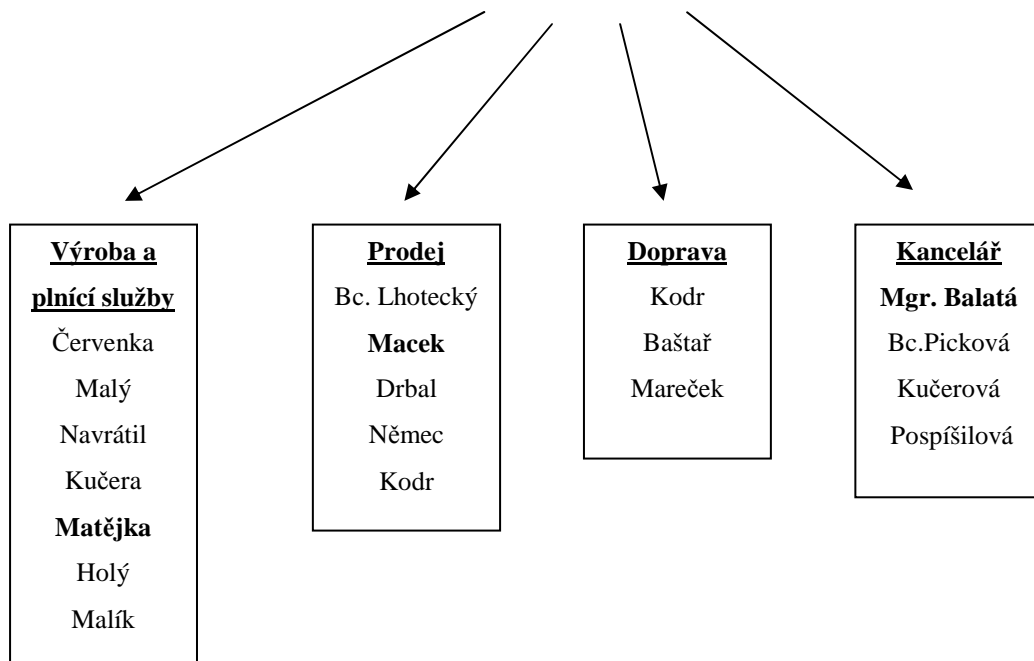 Výroba a
plnící služby
Červenka
Malý
Navrátil
Kučera
Matějka
Holý
Malík
Prodej
Bc. Lhotecký
Macek
Drbal
Němec
Kodr
Doprava
Kodr
Baštař
Mareček
Kancelář
Mgr. Balatá
Bc.Picková
Kučerová
Pospíšilová